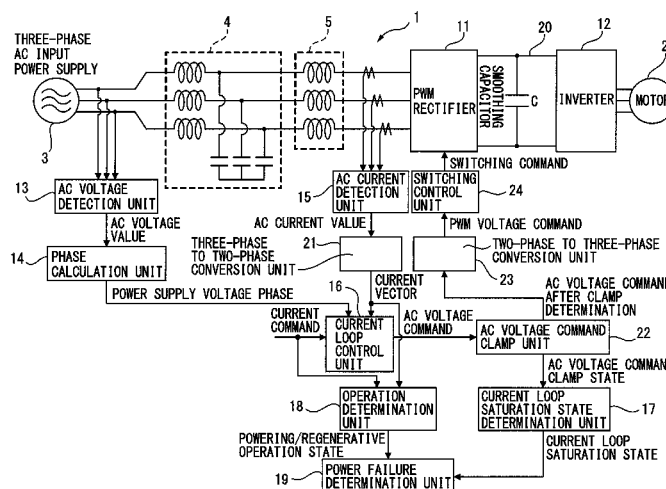 THREE-PHASE
AC INPUT
POWER SUPPLY
3
4
5
1
11
20
12
2
PWM
RECTIFIER
SMOOTHING
CAPACITOR
C
INVERTER
MOTOR
SWITCHING COMMAND
13
AC VOLTAGE
DETECTION UNIT
15
AC CURRENT
DETECTION
UNIT
SWITCHING
CONTROL
UNIT
24
AC VOLTAGE
VALUE
AC CURRENT VALUE
PWM VOLTAGE COMMAND
14
PHASE
CALCULATION UNIT
THREE-PHASE
TO TWO-PHASE
CONVERSION UNIT
21
TWO-PHASE TO THREE-PHASE
CONVERSION UNIT
23
POWER SUPPLY VOLTAGE PHASE
CURRENT
VECTOR
AC VOLTAGE COMMAND
AFTER CLAMP
DETERMINATION
16
CURRENT
COMMAND
CURRENT
LOOP
CONTROL
UNIT
AC VOLTAGE
COMMAND
AC VOLTAGE COMMAND
CLAMP UNIT
22
AC VOLTAGE COMMAND
CLAMP STATE
18
OPERATION
DETERMINATION
UNIT
CURRENT LOOP
SATURATION STATE
DETERMINATION UNIT
17
POWERING/REGENERATIVE
OPERATION STATE
CURRENT LOOP
SATURATION STATE
19
POWER FAILURE
DETERMINATION UNIT